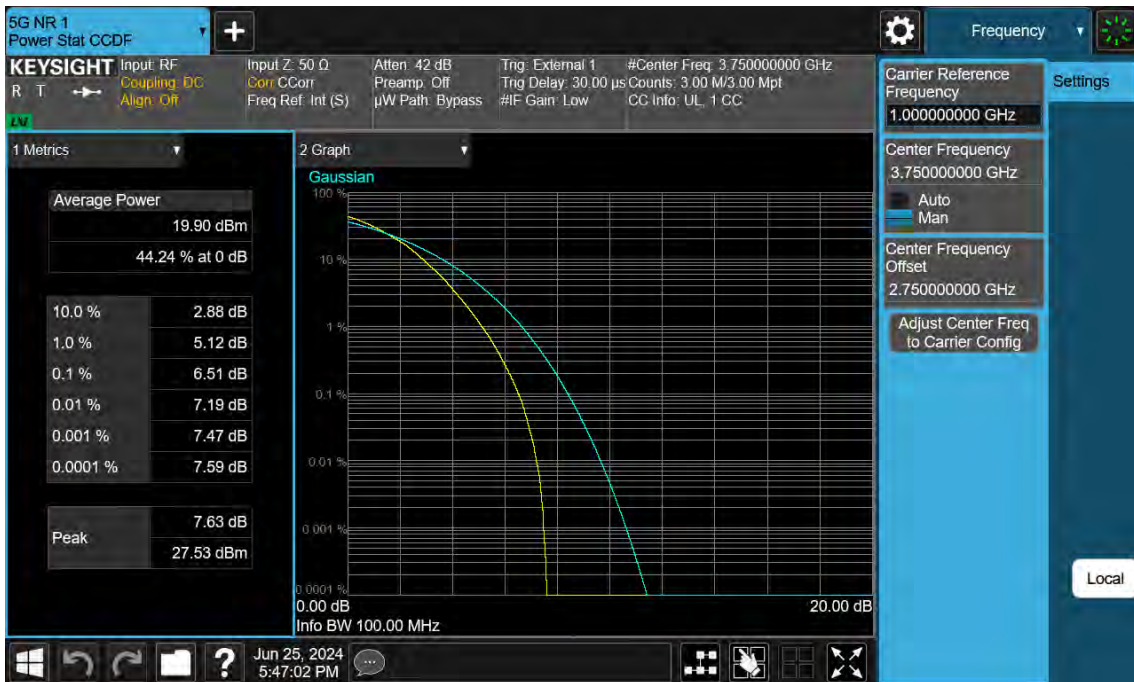 5G NR 1
Power Stat CCDF
Frequency
KEYSIGHT
R T
LV
Input: RF
Coupling: DC
Align: Off
Input Z: 50 Ω
Corr CCorr
Freq Ref: Int (S)
Atten: 42 dB
Preamp: Off
µW Path: Bypass
Trig: External 1
Trig Delay: 30.00 µs
#IF Gain: Low
#Center Freq: 3.750000000 GHz
Counts: 3.00 M/3.00 Mpt
CC Info: UL, 1 CC
1 Metrics
Average Power
19.90 dBm
44.24 % at 0 dB
10.0 % 2.88 dB
1.0 % 5.12 dB
0.1 % 6.51 dB
0.01 % 7.19 dB
0.001 % 7.47 dB
0.0001 % 7.59 dB
Peak
7.63 dB
27.53 dBm
2 Graph
Gaussian
100 %
10 %
1 %
0.1 %
0.01 %
0.001 %
0.0001 %
0.00 dB 20.00 dB
Info BW 100.00 MHz
Carrier Reference
Frequency
1.000000000 GHz
Center Frequency
3.750000000 GHz
Auto
Man
Center Frequency
Offset
2.750000000 GHz
Adjust Center Freq
to Carrier Config
Settings
Local
?
Jun 25, 2024
5:47:02 PM